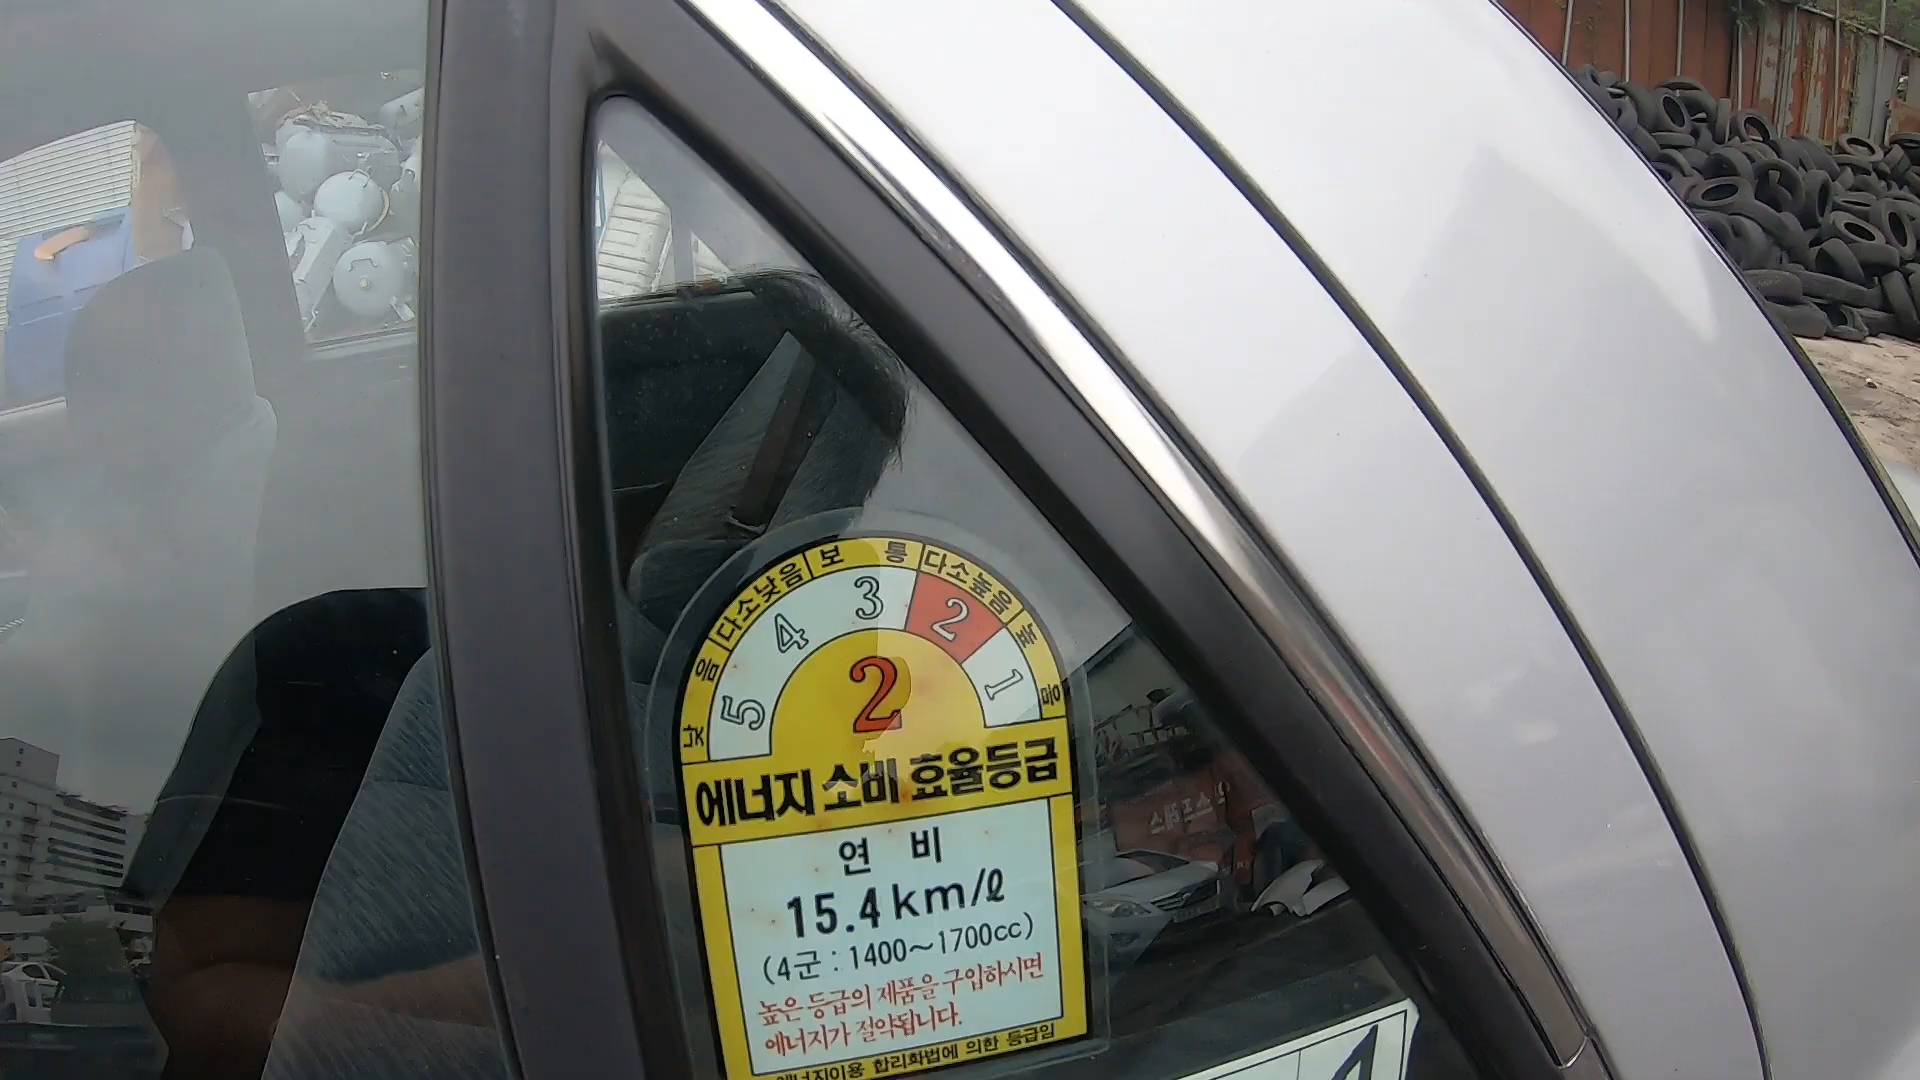 낮음 다소낮음 보통 다소높음 높음
5 4 3 2 1
2
에너지 소비 효율등급
연 비
15.4km/ℓ
(4군 : 1400～1700cc)
높은 등급의 제품을 구입하시면
에너지가 절약됩니다.
에너지이용 합리화법에 의한 등급임